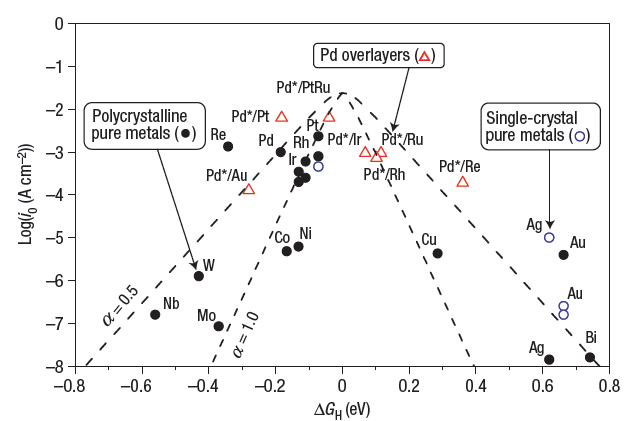 0
−1
−2
−3
−4
−5
−6
−7
−8
Log(i₀ (A cm⁻²))
Pd overlayers (△)
Polycrystalline
pure metals (●)
Single-crystal
pure metals (○)
Pd*/PtRu
Pd*/Pt
Pt
Re
Pd
Rh
Pd*/Ir
Pd*/Ru
Ir
Pd*/Rh
Pd*/Re
Pd*/Au
Ag
Au
Co
Ni
Cu
W
Nb
Mo
Au
Ag
Bi
α = 0.5
α = 1.0
−0.8
−0.6
−0.4
−0.2
0
0.2
0.4
0.6
0.8
ΔG_H (eV)